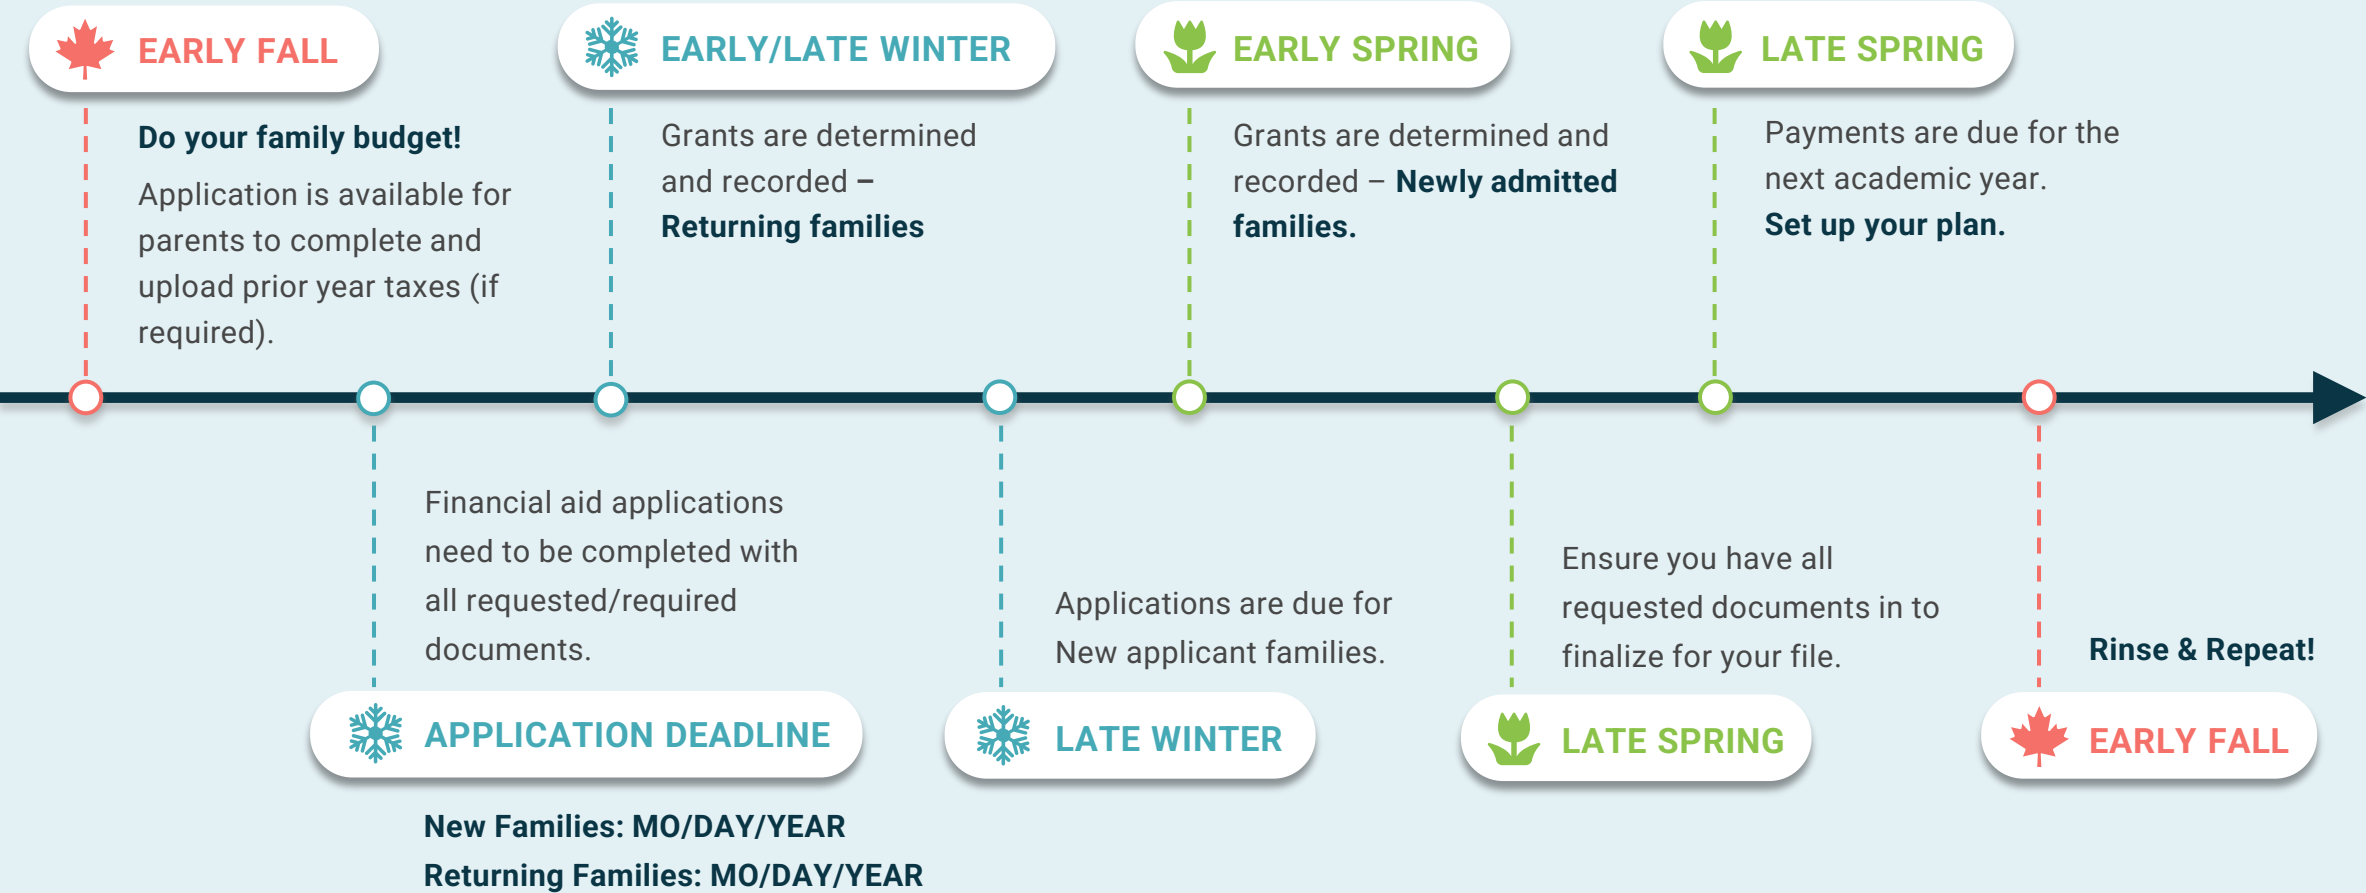 EARLY FALL
Do your family budget!
Application is available for
parents to complete and
upload prior year taxes (if
required).
EARLY/LATE WINTER
Grants are determined
and recorded –
Returning families
EARLY SPRING
Grants are determined and
recorded – Newly admitted
families.
LATE SPRING
Payments are due for the
next academic year.
Set up your plan.
Financial aid applications
need to be completed with
all requested/required
documents.
APPLICATION DEADLINE
New Families: MO/DAY/YEAR
Returning Families: MO/DAY/YEAR
Applications are due for
New applicant families.
LATE WINTER
Ensure you have all
requested documents in to
finalize for your file.
LATE SPRING
Rinse & Repeat!
EARLY FALL